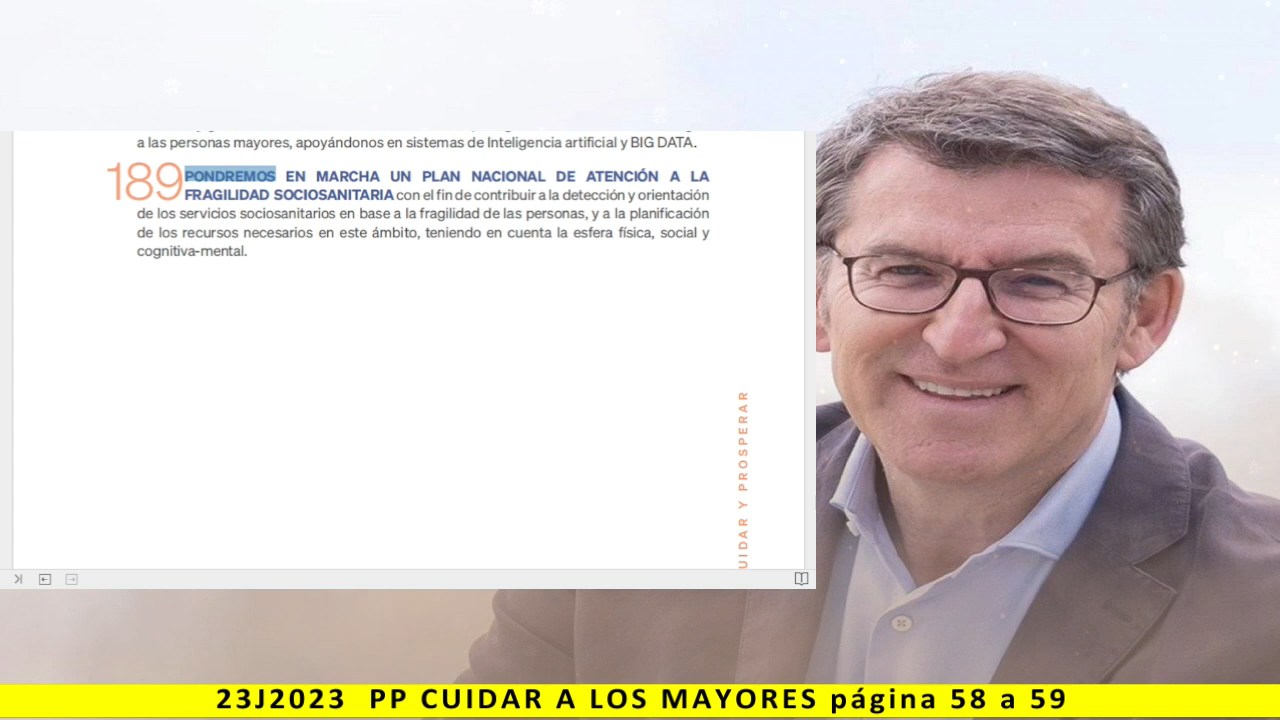 a las personas mayores, apoyándonos en sistemas de Inteligencia artificial y BIG DATA.
189 PONDREMOS EN MARCHA UN PLAN NACIONAL DE ATENCIÓN A LA
FRAGILIDAD SOCIOSANITARIA con el fin de contribuir a la detección y orientación
de los servicios sociosanitarios en base a la fragilidad de las personas, y a la planificación
de los recursos necesarios en este ámbito, teniendo en cuenta la esfera física, social y
cognitiva-mental.
UIDAR Y PROSPERAR
23J2023 PP CUIDAR A LOS MAYORES página 58 a 59